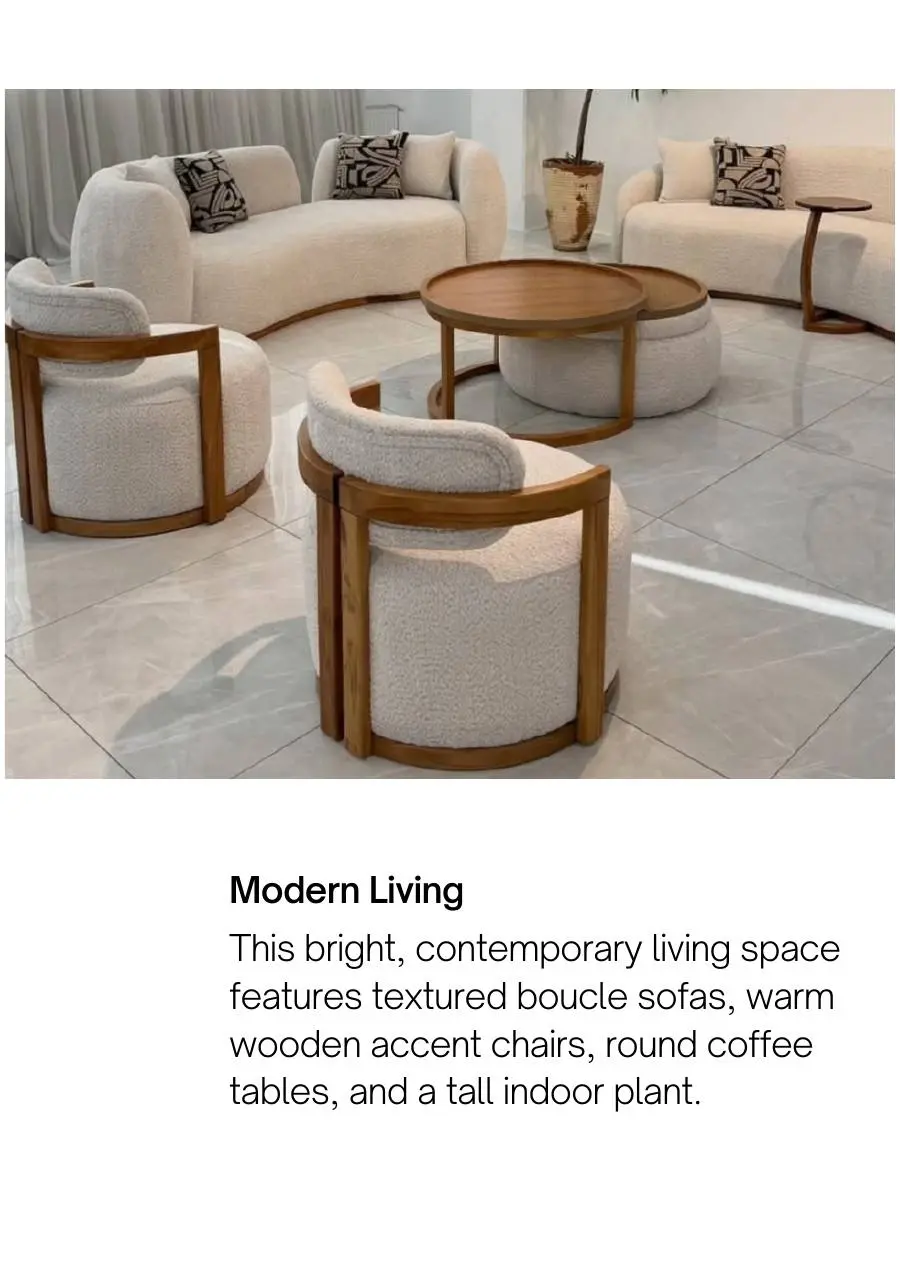 Modern Living
This bright, contemporary living space
features textured boucle sofas, warm
wooden accent chairs, round coffee
tables, and a tall indoor plant.